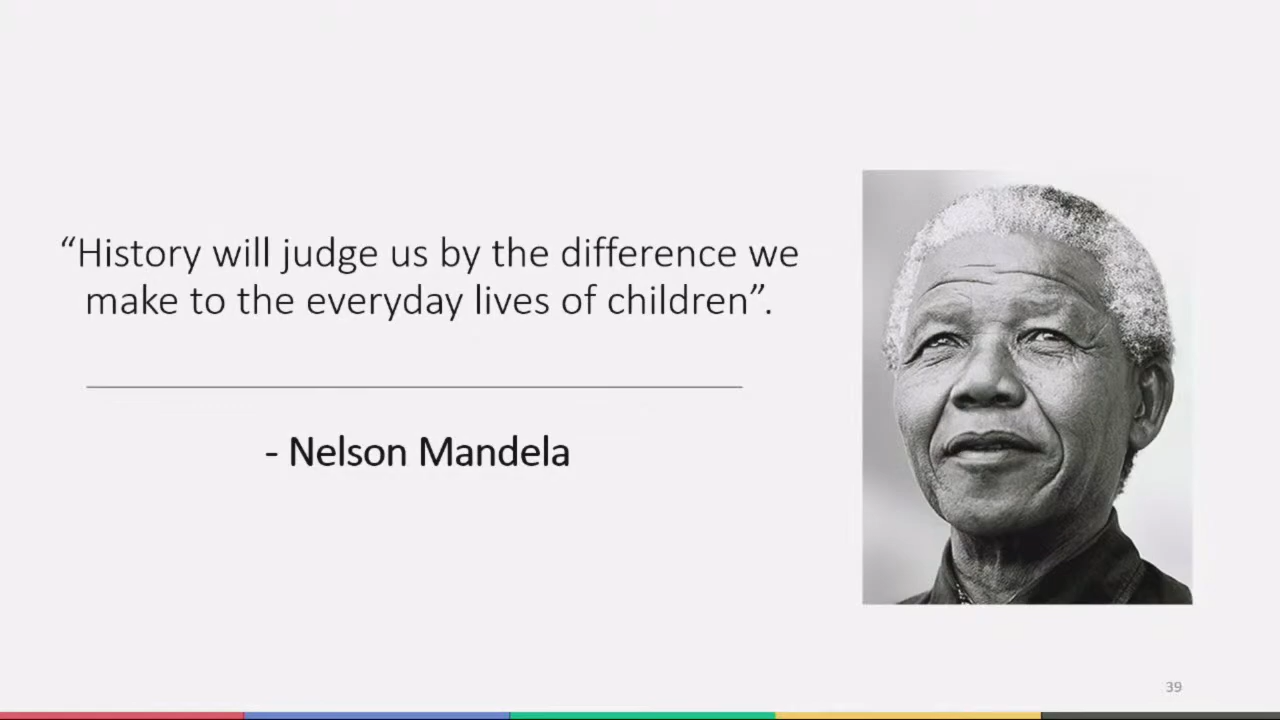 “History will judge us by the difference we
make to the everyday lives of children”.
- Nelson Mandela
39